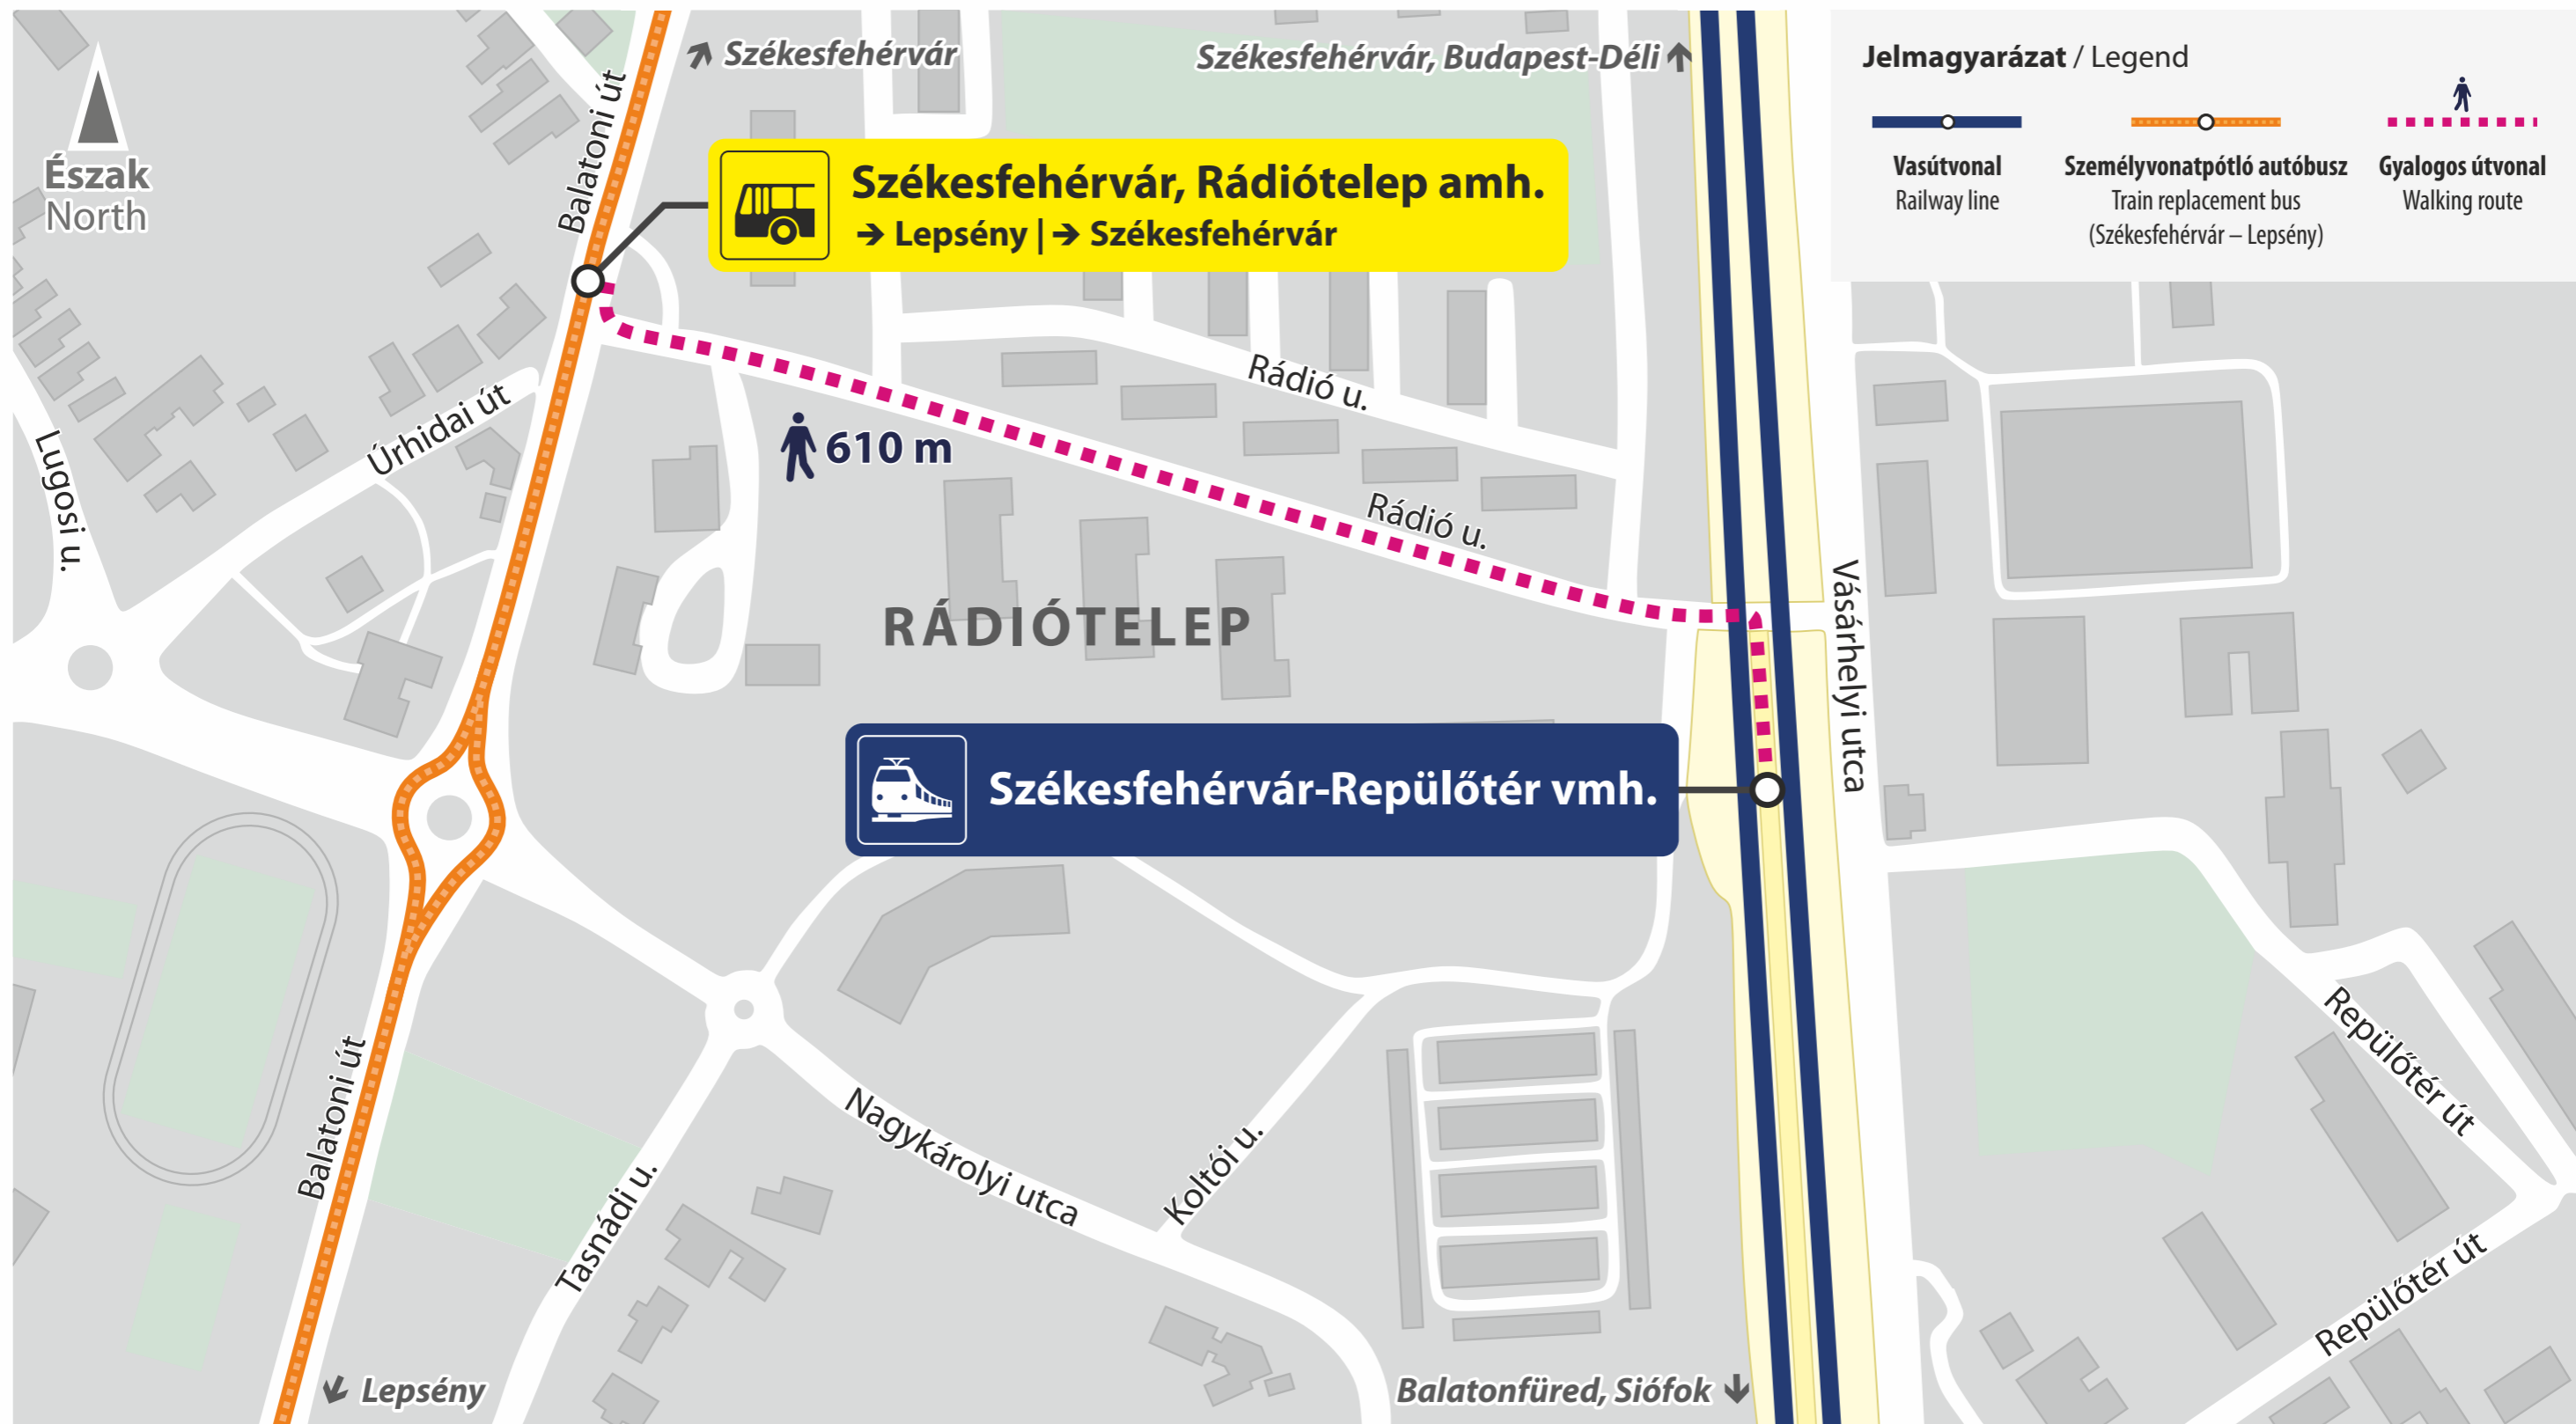 Székesfehérvár
Székesfehérvár, Budapest-Déli
Jelmagyarázat / Legend
Vasútvonal
Railway line
Személyvonatpótló autóbusz
Train replacement bus
(Székesfehérvár – Lepsény)
Gyalogos útvonal
Walking route
Észak
North
Balatoni út
Székesfehérvár, Rádiótelep amh.
➔ Lepsény | ➔ Székesfehérvár
Rádió u.
Úrhidai út
610 m
Lugosi u.
Rádió u.
RÁDIÓTELEP
Vásárhelyi utca
Székesfehérvár-Repülőtér vmh.
Repülőtér út
Balatoni út
Nagykárolyi utca
Koltói u.
Tasnádi u.
Repülőtér út
Lepsény
Balatonfüred, Siófok